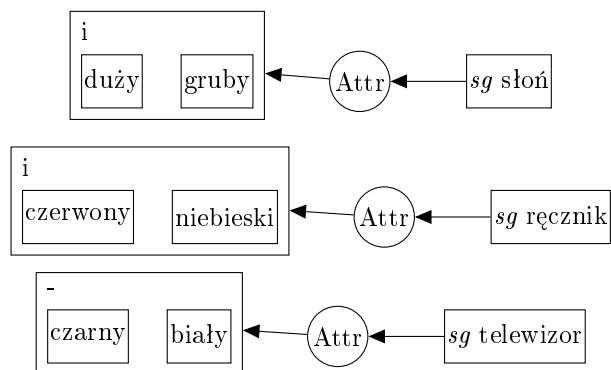 i
duży gruby Attr sg słoń
i
czerwony niebieski Attr sg ręcznik
-
czarny biały Attr sg telewizor